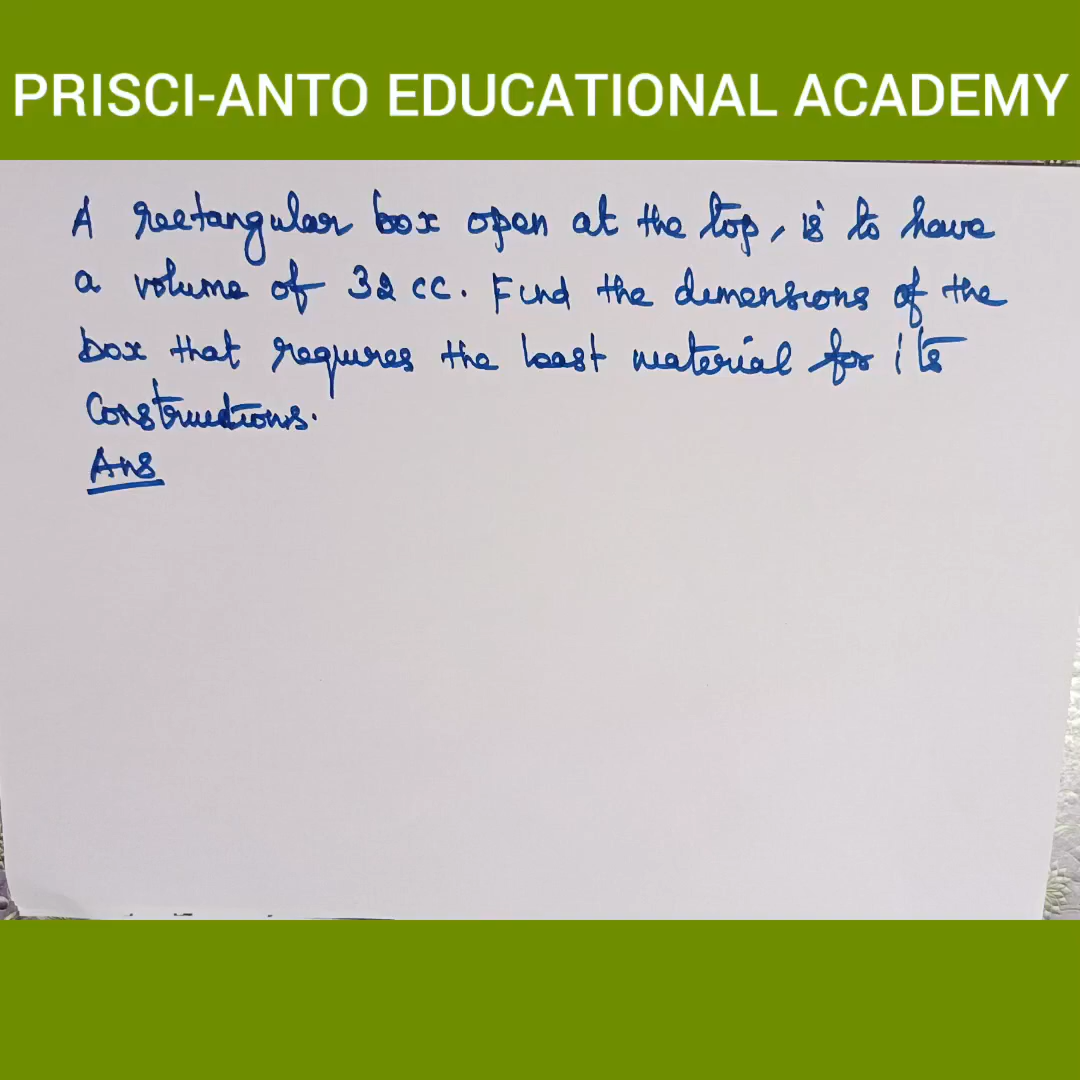 PRISCI-ANTO EDUCATIONAL ACADEMY
A rectangular box open at the top, is to have
a volume of 32 cc. Find the dimensions of the
box that requires the least material for its
constructions.
Ans